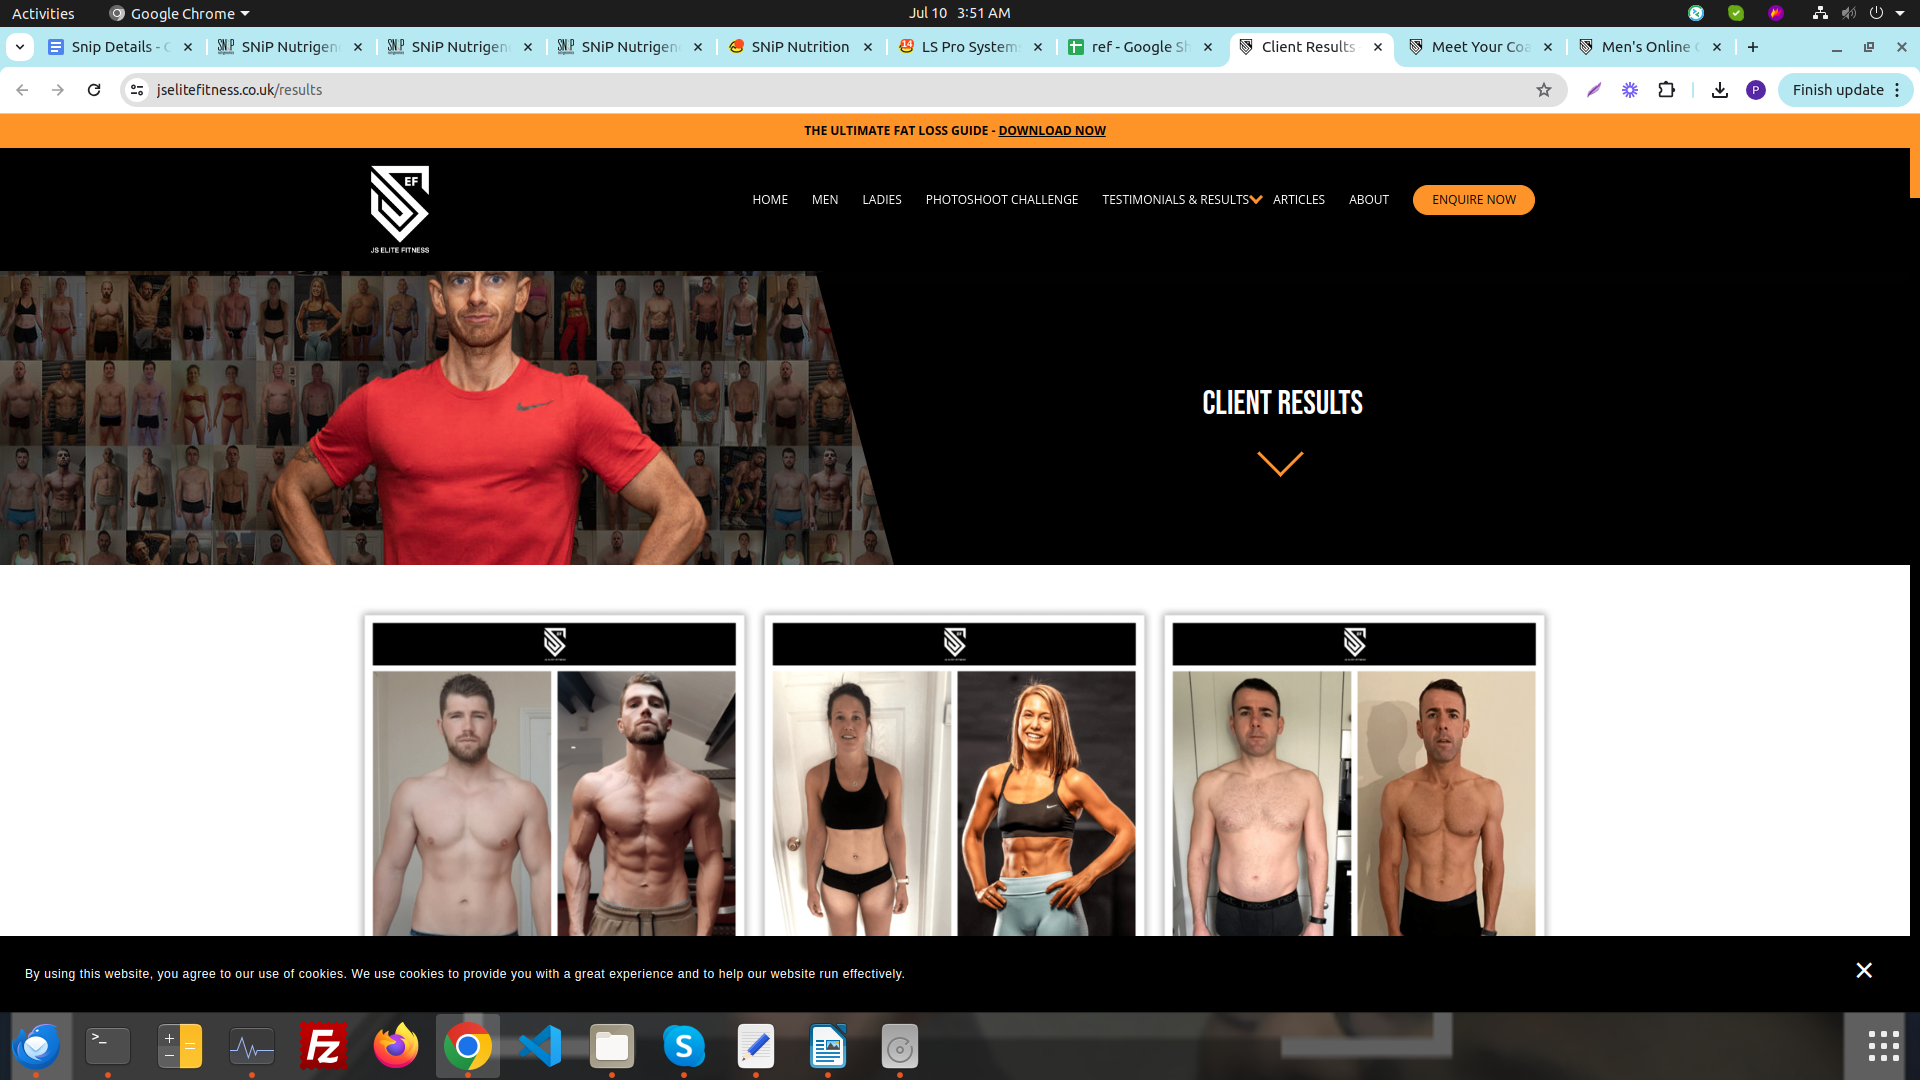 Activities
Google Chrome
Jul 10 3:51 AM
Snip Details - G
SNiP Nutrigen
SNiP Nutrigen
SNiP Nutrigen
SNiP Nutrition
LS Pro Systems
ref - Google Sh
Client Results
Meet Your Coa
Men's Online C
jselitefitness.co.uk/results
P
Finish update
THE ULTIMATE FAT LOSS GUIDE - DOWNLOAD NOW
EF
JS ELITE FITNESS
HOME
MEN
LADIES
PHOTOSHOOT CHALLENGE
TESTIMONIALS & RESULTS
ARTICLES
ABOUT
ENQUIRE NOW
CLIENT RESULTS
By using this website, you agree to our use of cookies. We use cookies to provide you with a great experience and to help our website run effectively.